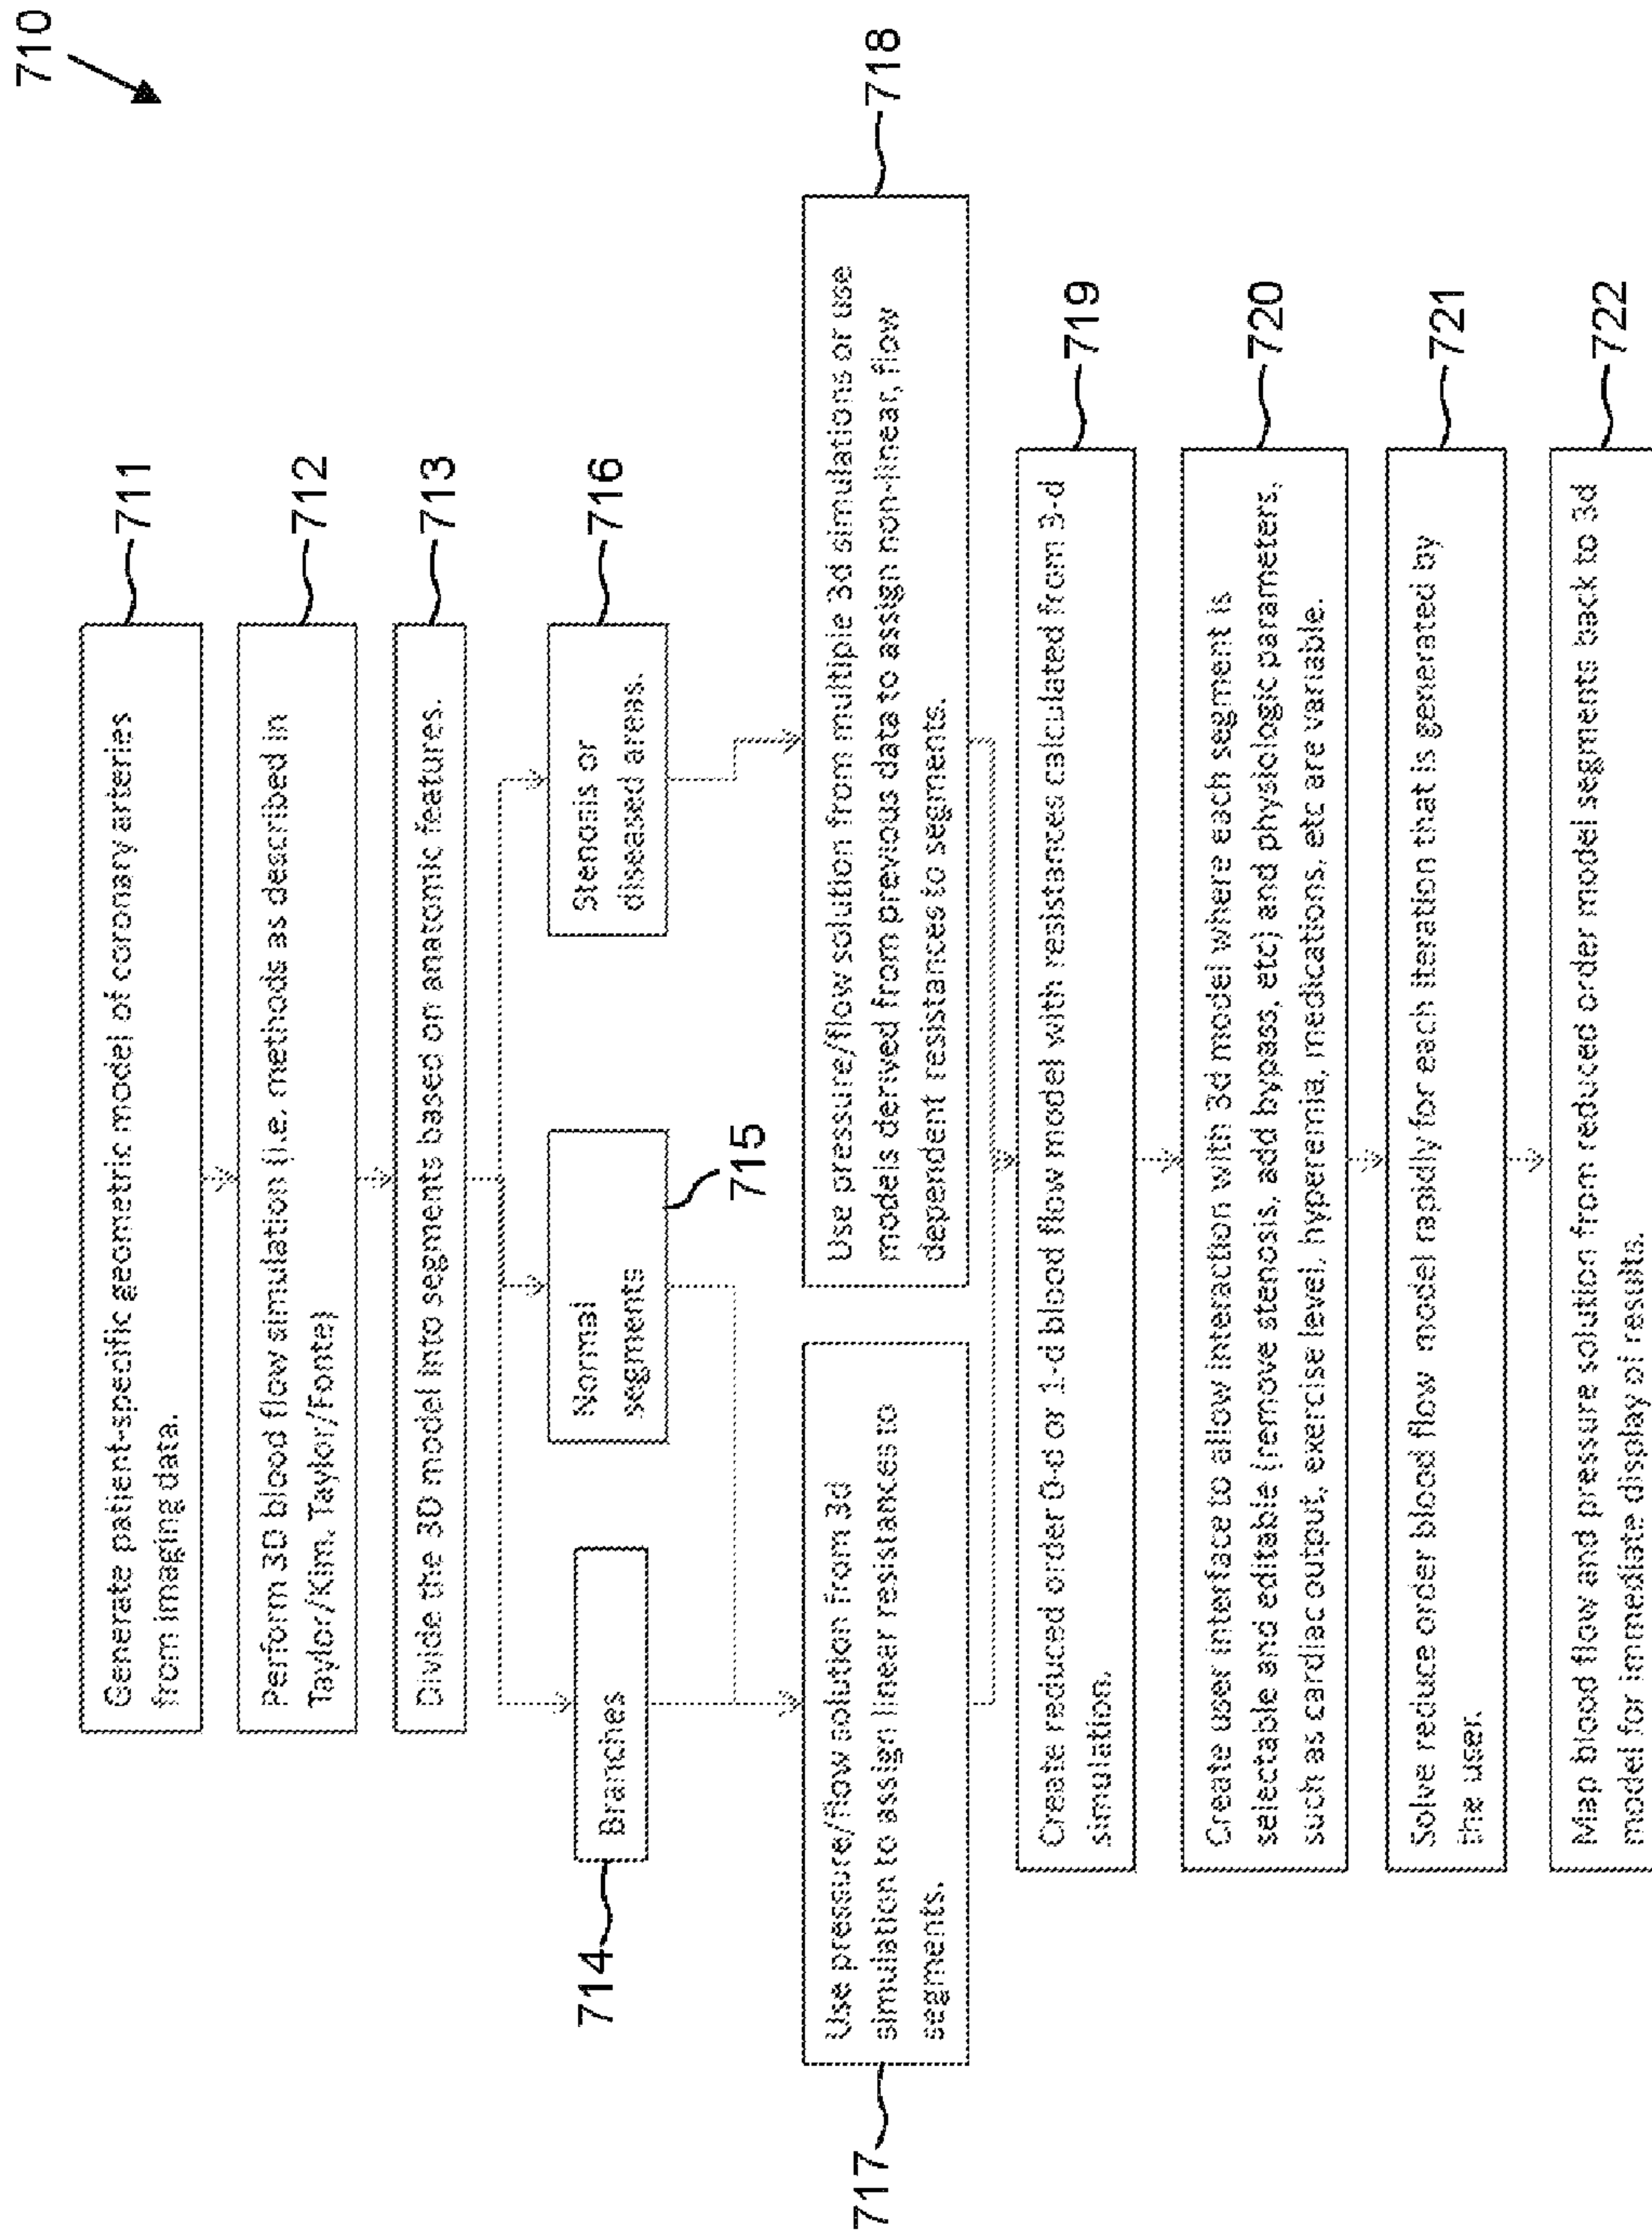 710
Generate patient-specific geometric model of coronary arteries
from imaging data.
711
Perform 3D blood flow simulation (i.e. methods as described in
Taylor/Kim, Taylor/Fonte)
712
Divide the 3D model into segments based on anatomic features.
713
714
Branches
Normal
segments
715
Stenosis or
diseased areas.
716
717
Use pressure/flow solution from 3d
simulation to assign linear resistances to
segments.
Use pressure/flow solution from multiple 3d simulations or use
models derived from previous data to assign non-linear, flow
dependent resistances to segments.
718
Create reduced order 0-d or 1-d blood flow model with resistances calculated from 3-d
simulation.
719
Create user interface to allow interaction with 3d model where each segment is
selectable and editable (remove stenosis, add bypass, etc) and physiologic parameters,
such as cardiac output, exercise level, hyperemia, medications, etc are variable.
720
Solve reduce order blood flow model rapidly for each iteration that is generated by
the user.
721
Map blood flow and pressure solution from reduced order model segments back to 3d
model for immediate display of results.
722